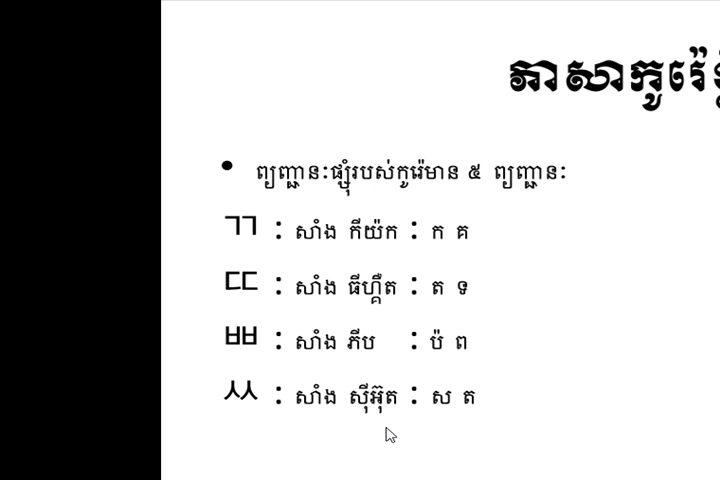 ភាសាកូរ៉េ
• ព្យញ្ជានៈផ្សុំរបស់កូរ៉េមាន ៥ ព្យញ្ជានៈ
ㄲ : សាំង កីយ៉ក : ក គ
ㄸ : សាំង ធីហ្គឺត : ត ទ
ㅃ : សាំង ភីប : ប៉ ព
ㅆ : សាំង ស៊ីអ៊ុត : ស ត